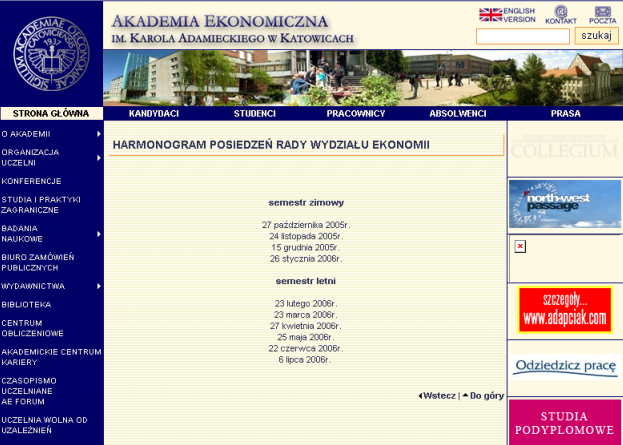 AKADEMIA EKONOMICZNA
IM. KAROLA ADAMIECKIEGO W KATOWICACH
ENGLISH
VERSION
KONTAKT
POCZTA
szukaj
1937
STRONA GŁÓWNA
KANDYDACI
STUDENCI
PRACOWNICY
ABSOLWENCI
PRASA
O AKADEMII
ORGANIZACJA
UCZELNI
KONFERENCJE
STUDIA I PRAKTYKI
ZAGRANICZNE
BADANIA
NAUKOWE
BIURO ZAMÓWIEŃ
PUBLICZNYCH
WYDAWNICTWA
BIBLIOTEKA
CENTRUM
OBLICZENIOWE
AKADEMICKIE CENTRUM
KARIERY
CZASOPISMO
UCZELNIANE
AE FORUM
UCZELNIA WOLNA OD
UZALEŻNIEŃ
HARMONOGRAM POSIEDZEŃ RADY WYDZIAŁU EKONOMII
semestr zimowy
27 października 2005r.
24 listopada 2005r.
15 grudnia 2005r.
26 stycznia 2006r.
semestr letni
23 lutego 2006r.
23 marca 2006r.
27 kwietnia 2006r.
25 maja 2006r.
22 czerwca 2006r.
6 lipca 2006r.
Wstecz | Do góry
COLLEGIUM
north-west
passage
szczegóły...
www.adapciak.com
Odziedzicz pracę
STUDIA
PODYPLOMOWE